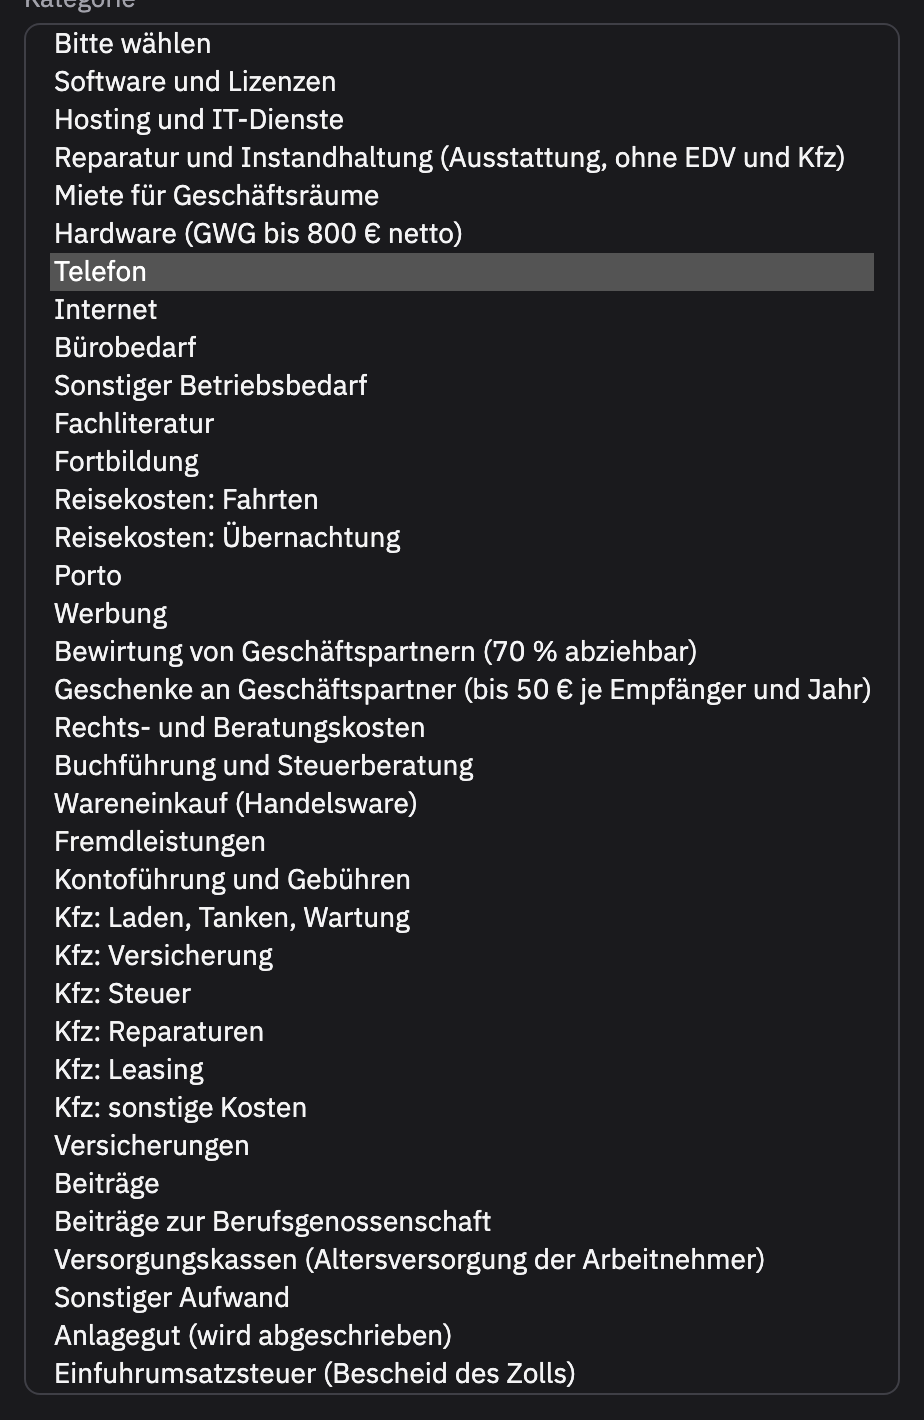 Kategorie
Bitte wählen
Software und Lizenzen
Hosting und IT-Dienste
Reparatur und Instandhaltung (Ausstattung, ohne EDV und Kfz)
Miete für Geschäftsräume
Hardware (GWG bis 800 € netto)
Telefon
Internet
Bürobedarf
Sonstiger Betriebsbedarf
Fachliteratur
Fortbildung
Reisekosten: Fahrten
Reisekosten: Übernachtung
Porto
Werbung
Bewirtung von Geschäftspartnern (70 % abziehbar)
Geschenke an Geschäftspartner (bis 50 € je Empfänger und Jahr)
Rechts- und Beratungskosten
Buchführung und Steuerberatung
Wareneinkauf (Handelsware)
Fremdleistungen
Kontoführung und Gebühren
Kfz: Laden, Tanken, Wartung
Kfz: Versicherung
Kfz: Steuer
Kfz: Reparaturen
Kfz: Leasing
Kfz: sonstige Kosten
Versicherungen
Beiträge
Beiträge zur Berufsgenossenschaft
Versorgungskassen (Altersversorgung der Arbeitnehmer)
Sonstiger Aufwand
Anlagegut (wird abgeschrieben)
Einfuhrumsatzsteuer (Bescheid des Zolls)